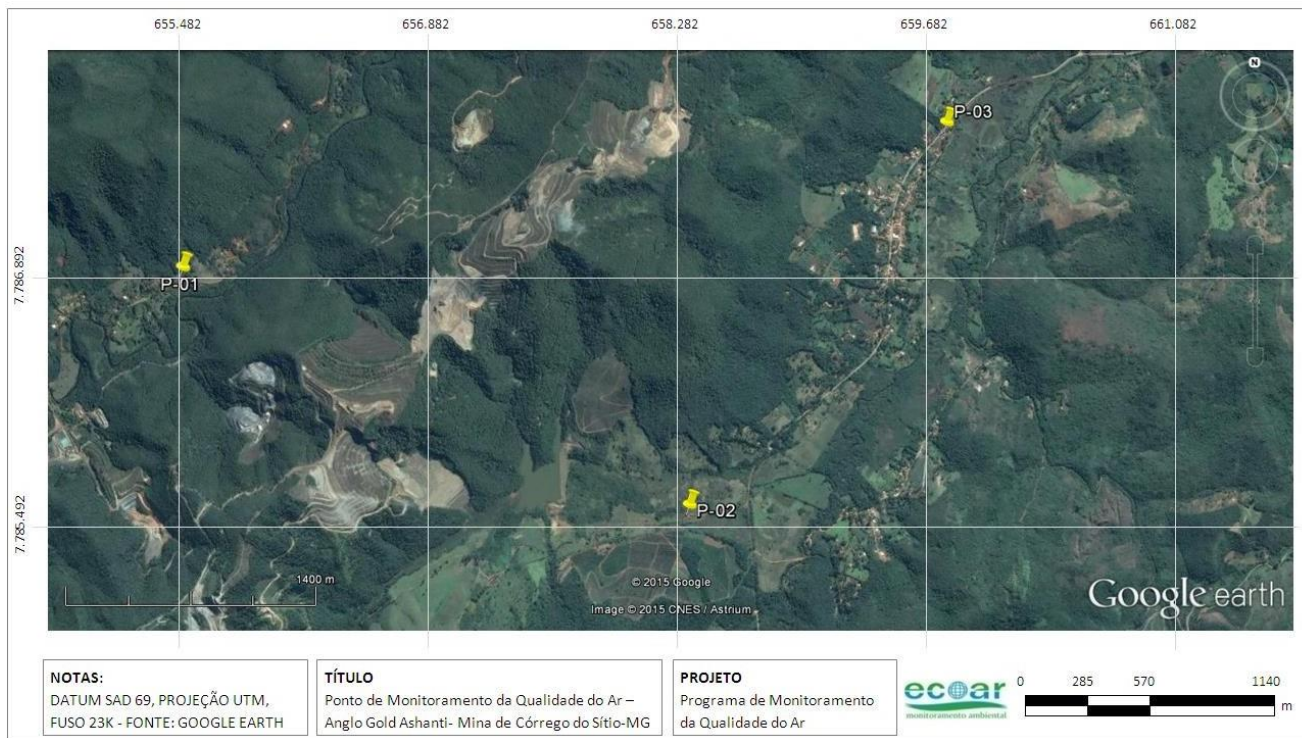 655.482 656.882 658.282 659.682 661.082
N
P-03
7.786.892
P-01
P-02
7.785.492
1400 m
© 2015 Google
Image © 2015 CNES / Astrium
Google earth
NOTAS:
DATUM SAD 69, PROJEÇÃO UTM,
FUSO 23K - FONTE: GOOGLE EARTH
TÍTULO
Ponto de Monitoramento da Qualidade do Ar –
Anglo Gold Ashanti- Mina de Córrego do Sítio-MG
PROJETO
Programa de Monitoramento
da Qualidade do Ar
ecoar
monitoramento ambiental
0 285 570 1140
m